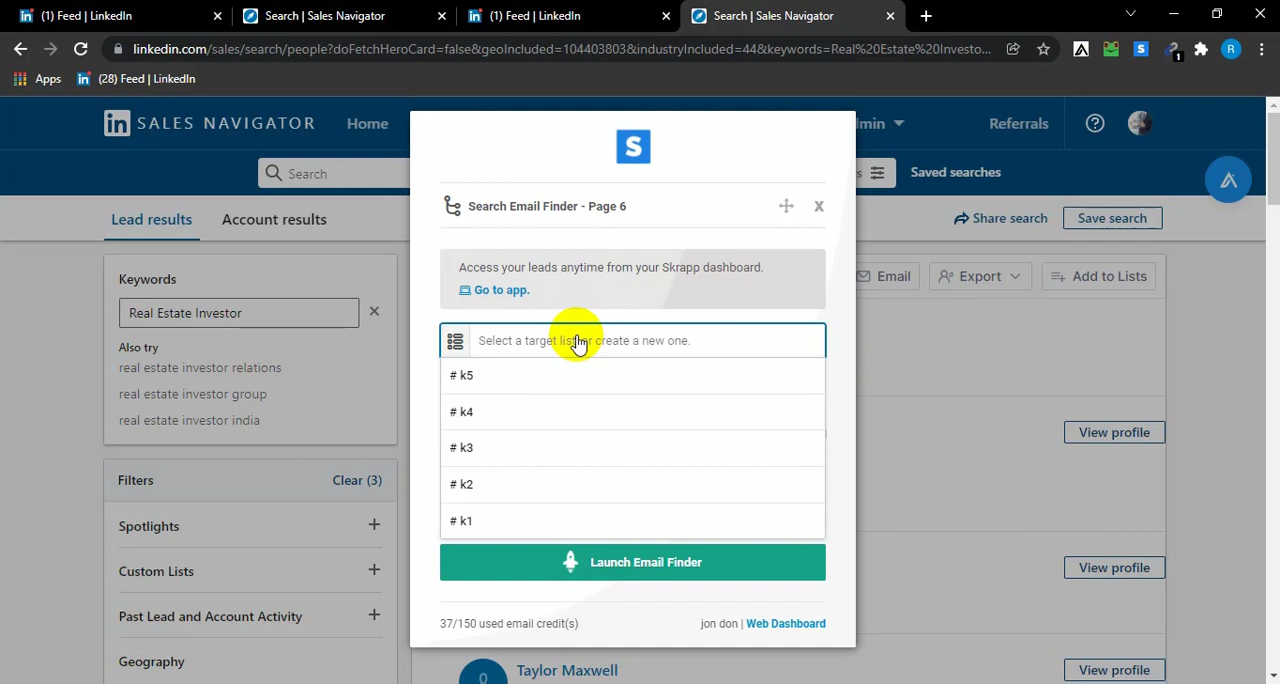 (1) Feed | LinkedIn
Search | Sales Navigator
(1) Feed | LinkedIn
Search | Sales Navigator
linkedin.com/sales/search/people?doFetchHeroCard=false&geoIncluded=104403803&industryIncluded=44&keywords=Real%20Estate%20Investo...
Apps
(28) Feed | LinkedIn
in SALES NAVIGATOR
Home
Referrals
Search
Saved searches
Lead results
Account results
Share search
Save search
S
Search Email Finder - Page 6
X
Access your leads anytime from your Skrapp dashboard.
Go to app.
Select a target list or create a new one.
# k5
# k4
# k3
# k2
# k1
Launch Email Finder
37/150 used email credit(s)
jon don | Web Dashboard
Keywords
Real Estate Investor
Also try
real estate investor relations
real estate investor group
real estate investor india
Filters
Clear (3)
Spotlights
Custom Lists
Past Lead and Account Activity
Geography
Email
Export
Add to Lists
View profile
View profile
Taylor Maxwell
View profile